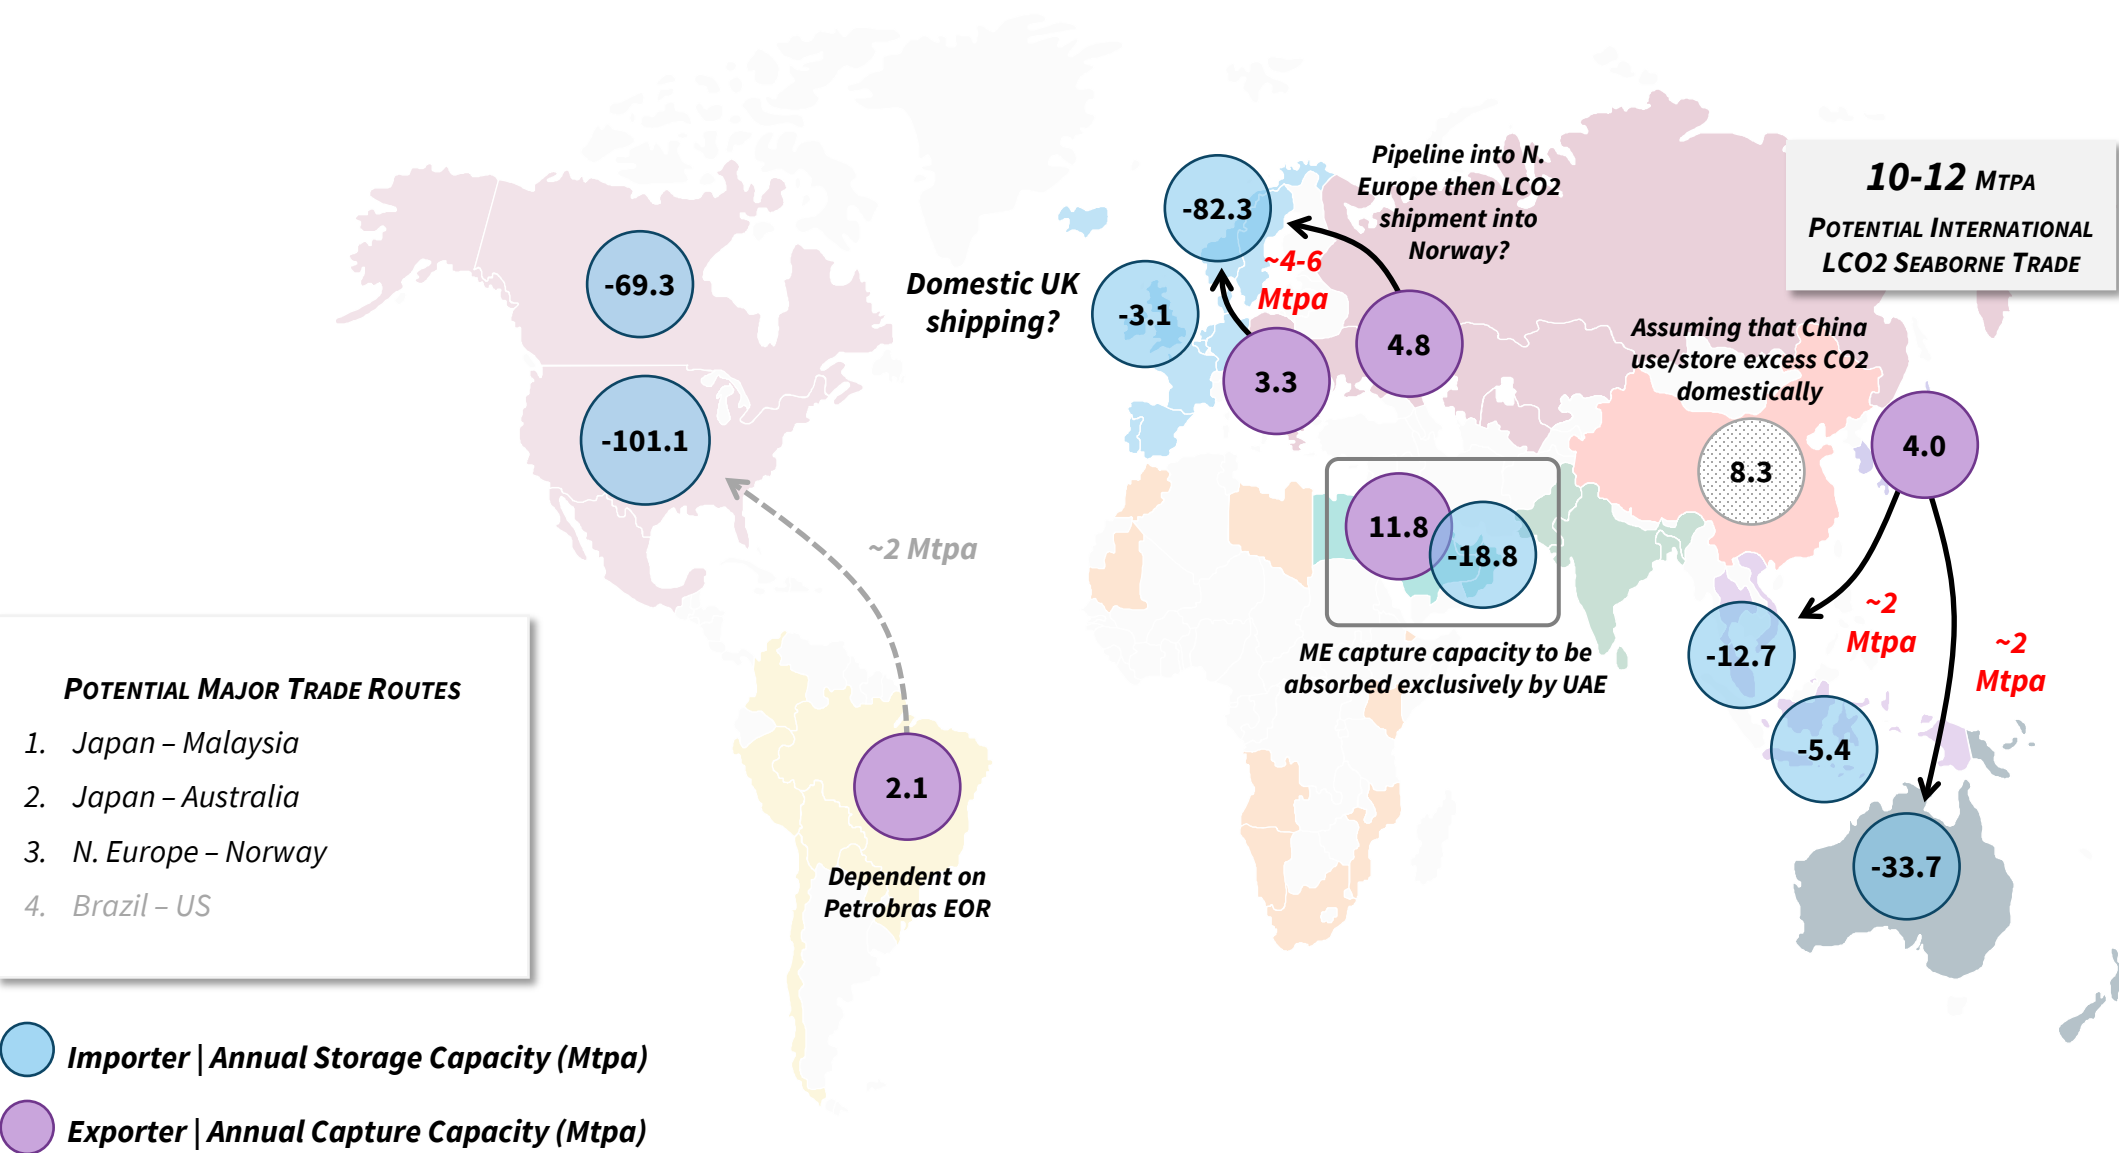 Pipeline into N.
Europe then LCO2
shipment into
Norway?
10-12 MTPA
POTENTIAL INTERNATIONAL
LCO2 SEABORNE TRADE
-82.3
-69.3
~4-6
Mtpa
Domestic UK
shipping?
-3.1
4.8
3.3
Assuming that China
use/store excess CO2
domestically
-101.1
4.0
8.3
11.8
-18.8
~2 Mtpa
~2
Mtpa
~2
Mtpa
ME capture capacity to be
absorbed exclusively by UAE
-12.7
-5.4
2.1
-33.7
Dependent on
Petrobras EOR
POTENTIAL MAJOR TRADE ROUTES
1. Japan – Malaysia
2. Japan – Australia
3. N. Europe – Norway
4. Brazil – US
Importer | Annual Storage Capacity (Mtpa)
Exporter | Annual Capture Capacity (Mtpa)